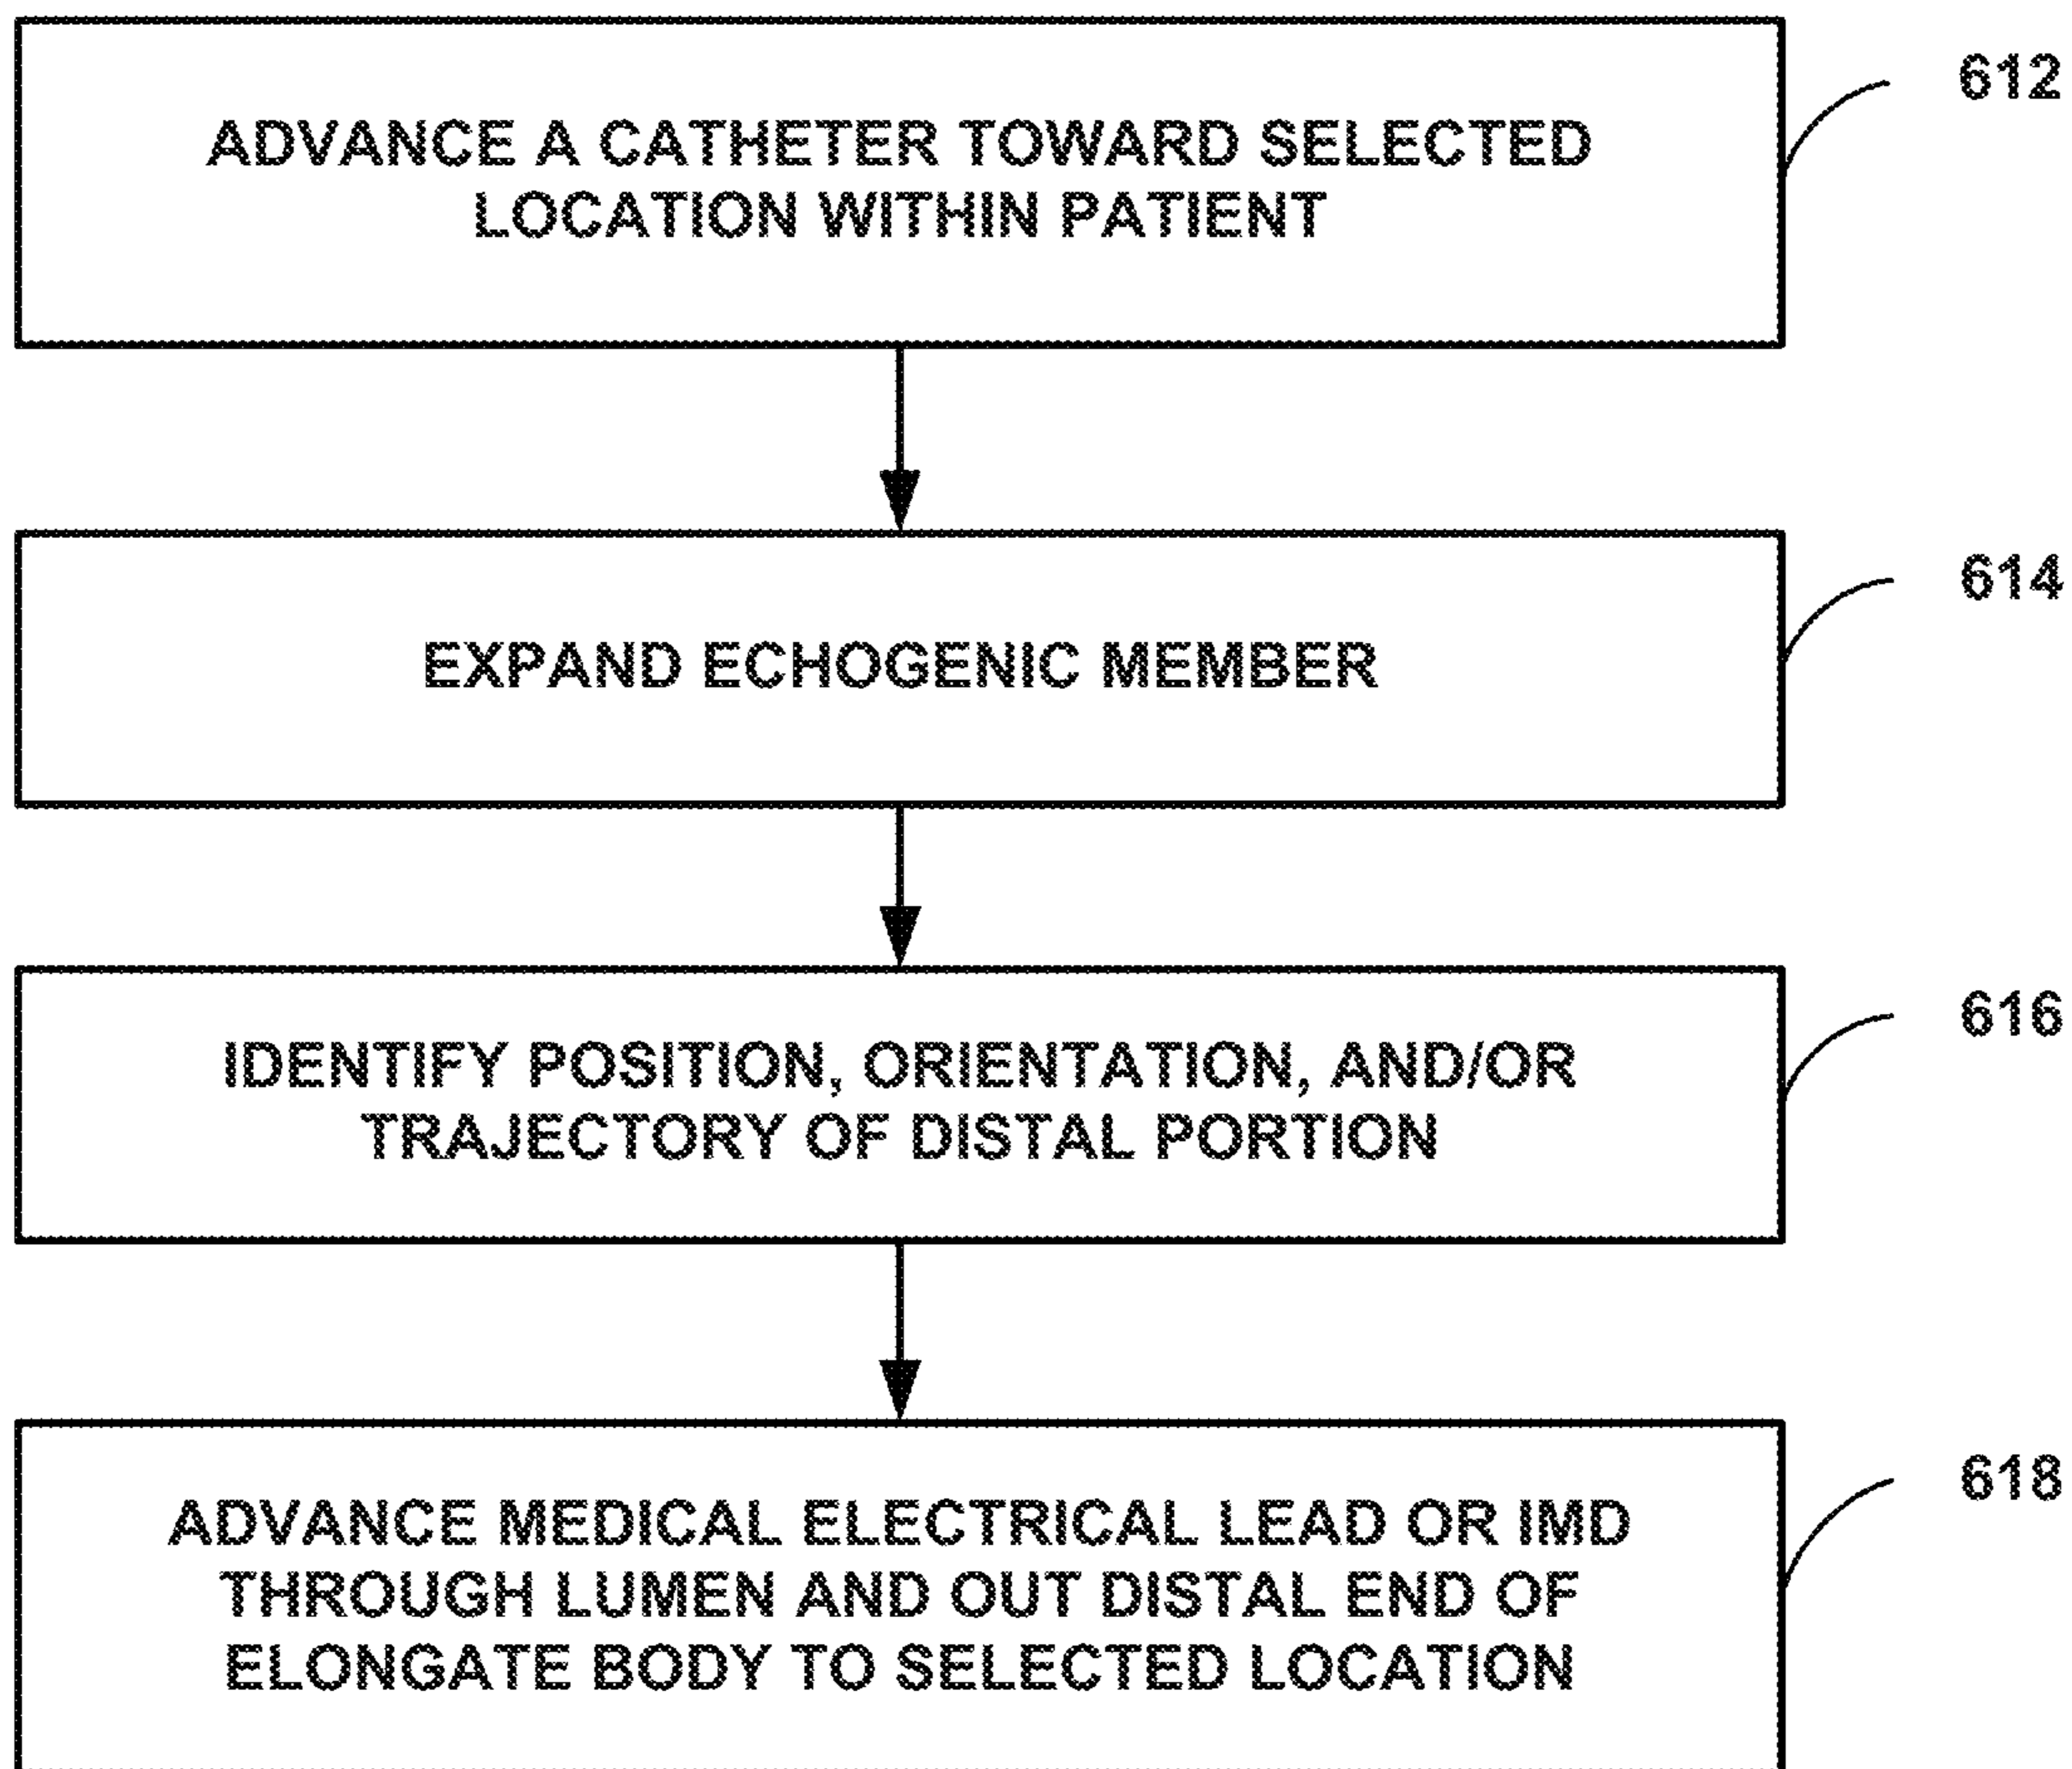 612
ADVANCE A CATHETER TOWARD SELECTED
LOCATION WITHIN PATIENT
614
EXPAND ECHOGENIC MEMBER
616
IDENTIFY POSITION, ORIENTATION, AND/OR
TRAJECTORY OF DISTAL PORTION
618
ADVANCE MEDICAL ELECTRICAL LEAD OR IMD
THROUGH LUMEN AND OUT DISTAL END OF
ELONGATE BODY TO SELECTED LOCATION